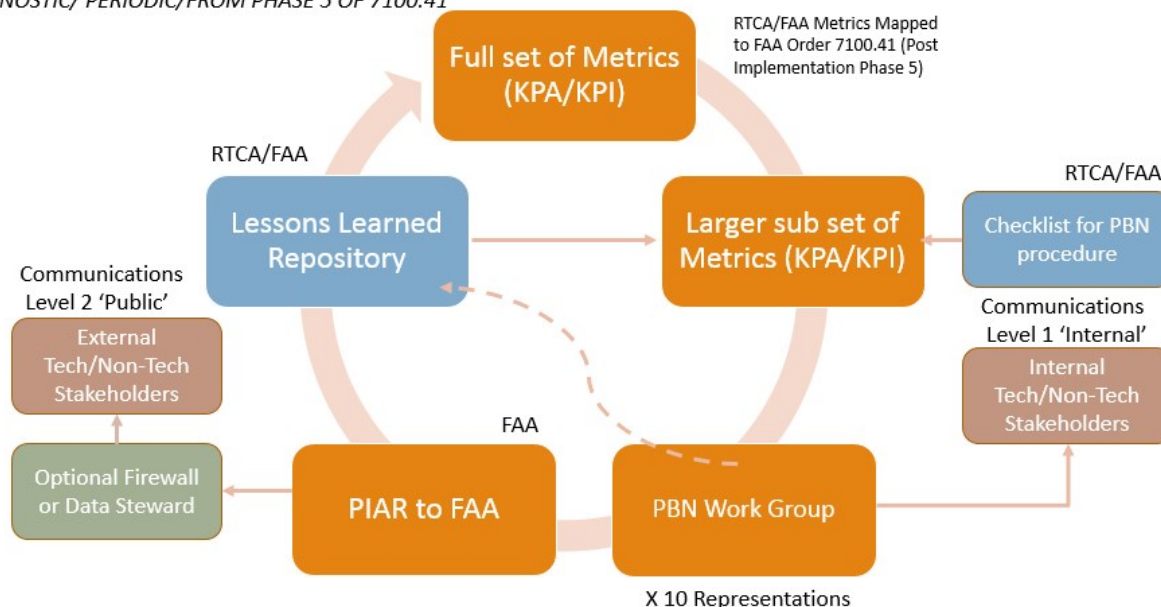 NOSTIC/ PERIODIC/FROM PHASE 5 OF 7100.41
Full set of Metrics
(KPA/KPI)
RTCA/FAA Metrics Mapped
to FAA Order 7100.41 (Post
Implementation Phase 5)
RTCA/FAA
Lessons Learned
Repository
Larger sub set of
Metrics (KPA/KPI)
RTCA/FAA
Checklist for PBN
procedure
Communications
Level 2 ‘Public’
External
Tech/Non-Tech
Stakeholders
Communications
Level 1 ‘Internal’
Internal
Tech/Non-Tech
Stakeholders
Optional Firewall
or Data Steward
FAA
PIAR to FAA
PBN Work Group
X 10 Representations